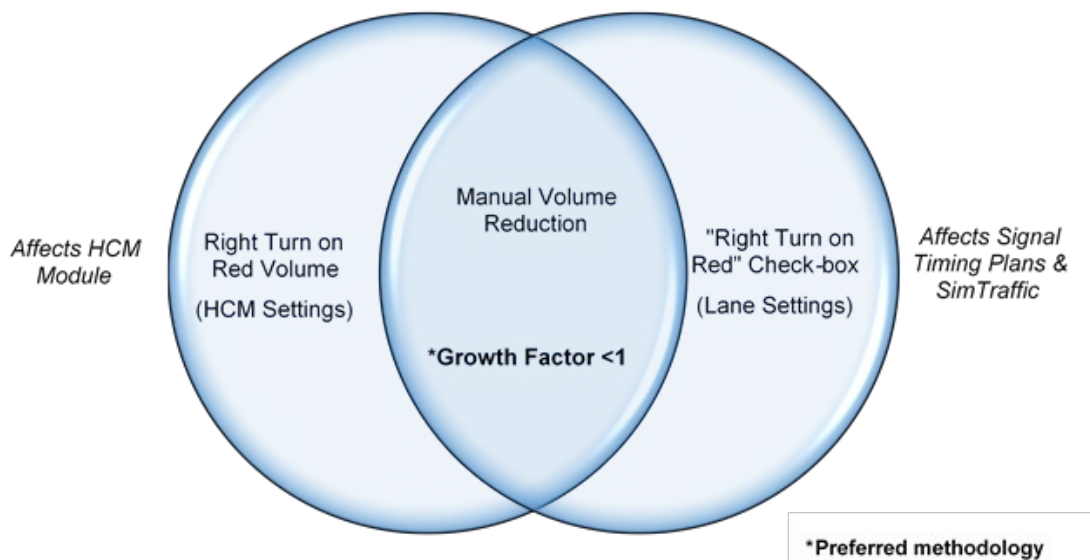 Affects HCM
Module
Right Turn on
Red Volume
(HCM Settings)
Manual Volume
Reduction
*Growth Factor <1
"Right Turn on
Red" Check-box
(Lane Settings)
Affects Signal
Timing Plans &
SimTraffic
*Preferred methodology